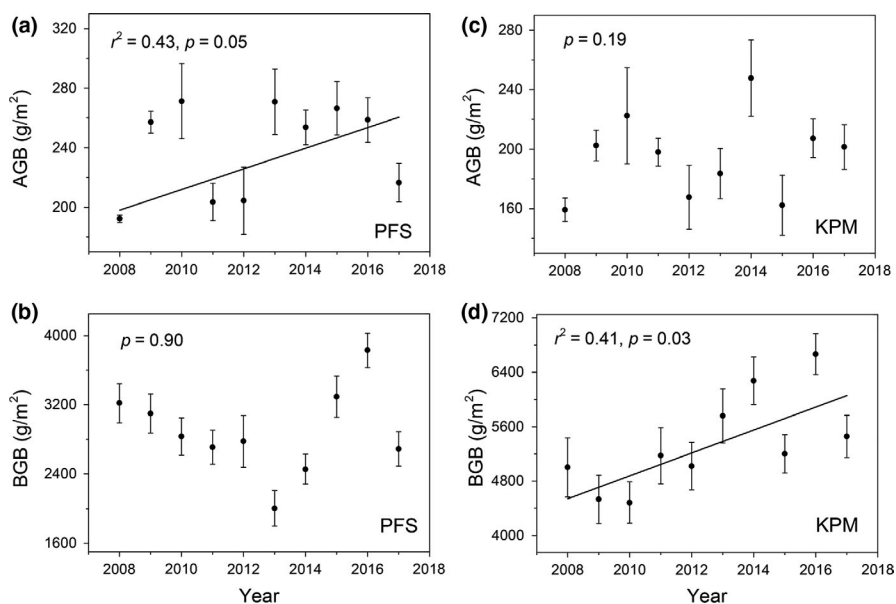 (a)
r² = 0.43, p = 0.05
AGB (g/m²)
320
280
240
200
160
2008 2010 2012 2014 2016 2018
PFS
(c)
p = 0.19
AGB (g/m²)
280
240
200
160
2008 2010 2012 2014 2016 2018
KPM
(b)
p = 0.90
BGB (g/m²)
4000
3200
2400
1600
2008 2010 2012 2014 2016 2018
PFS
Year
(d)
r² = 0.41, p = 0.03
BGB (g/m²)
7200
6400
5600
4800
4000
2008 2010 2012 2014 2016 2018
KPM
Year